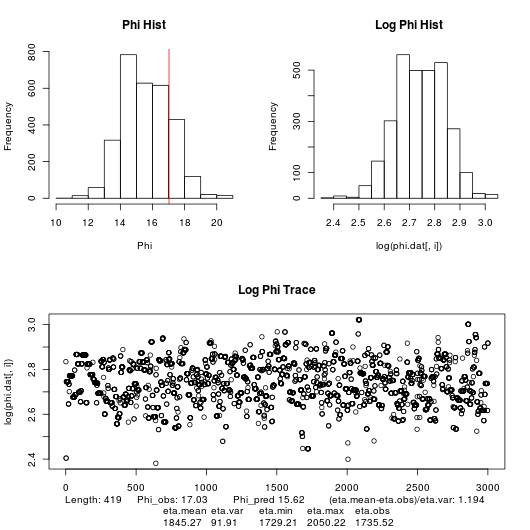 Phi Hist
Log Phi Hist
Frequency
0 200 400 600 800
10 12 14 16 18 20
Phi
Frequency
0 100 300 500
2.4 2.5 2.6 2.7 2.8 2.9 3.0
log(phi.dat[, i])
Log Phi Trace
log(phi.dat[, i])
2.4 2.6 2.8 3.0
0 500 1000 1500 2000 2500 3000
Length: 419 Phi_obs: 17.03 Phi_pred 15.62 (eta.mean-eta.obs)/eta.var: 1.194
eta.mean eta.var eta.min eta.max eta.obs
1845.27 91.91 1729.21 2050.22 1735.52